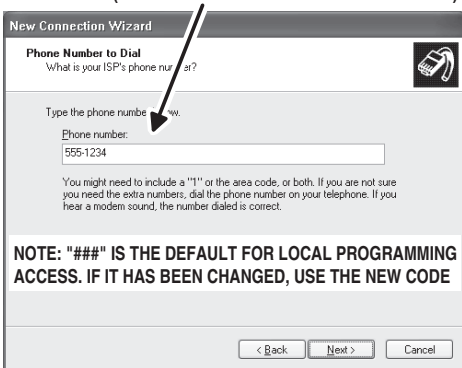 New Connection Wizard
Phone Number to Dial
What is your ISP's phone number?
Type the phone number below.
Phone number:
555-1234
You might need to include a "1" or the area code, or both. If you are not sure
you need the extra numbers, dial the phone number on your telephone. If you
hear a modem sound, the number dialed is correct.
NOTE: "###" IS THE DEFAULT FOR LOCAL PROGRAMMING
ACCESS. IF IT HAS BEEN CHANGED, USE THE NEW CODE
< Back
Next >
Cancel